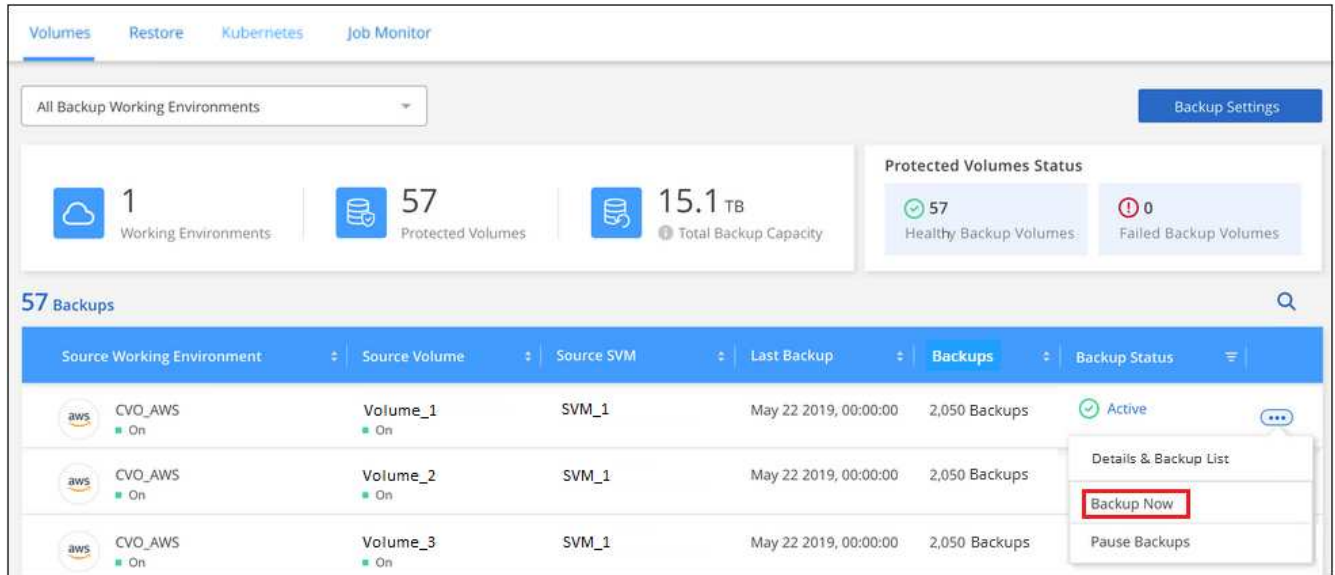 Volumes Restore Kubernetes Job Monitor
All Backup Working Environments
Backup Settings
1
Working Environments
57
Protected Volumes
15.1 TB
Total Backup Capacity
Protected Volumes Status
57
Healthy Backup Volumes
0
Failed Backup Volumes
57 Backups
Source Working Environment Source Volume Source SVM Last Backup Backups Backup Status
aws CVO_AWS Volume_1 SVM_1 May 22 2019, 00:00:00 2,050 Backups Active
On On
Details & Backup List
Backup Now
Pause Backups
aws CVO_AWS Volume_2 SVM_1 May 22 2019, 00:00:00 2,050 Backups
On On
aws CVO_AWS Volume_3 SVM_1 May 22 2019, 00:00:00 2,050 Backups
On On